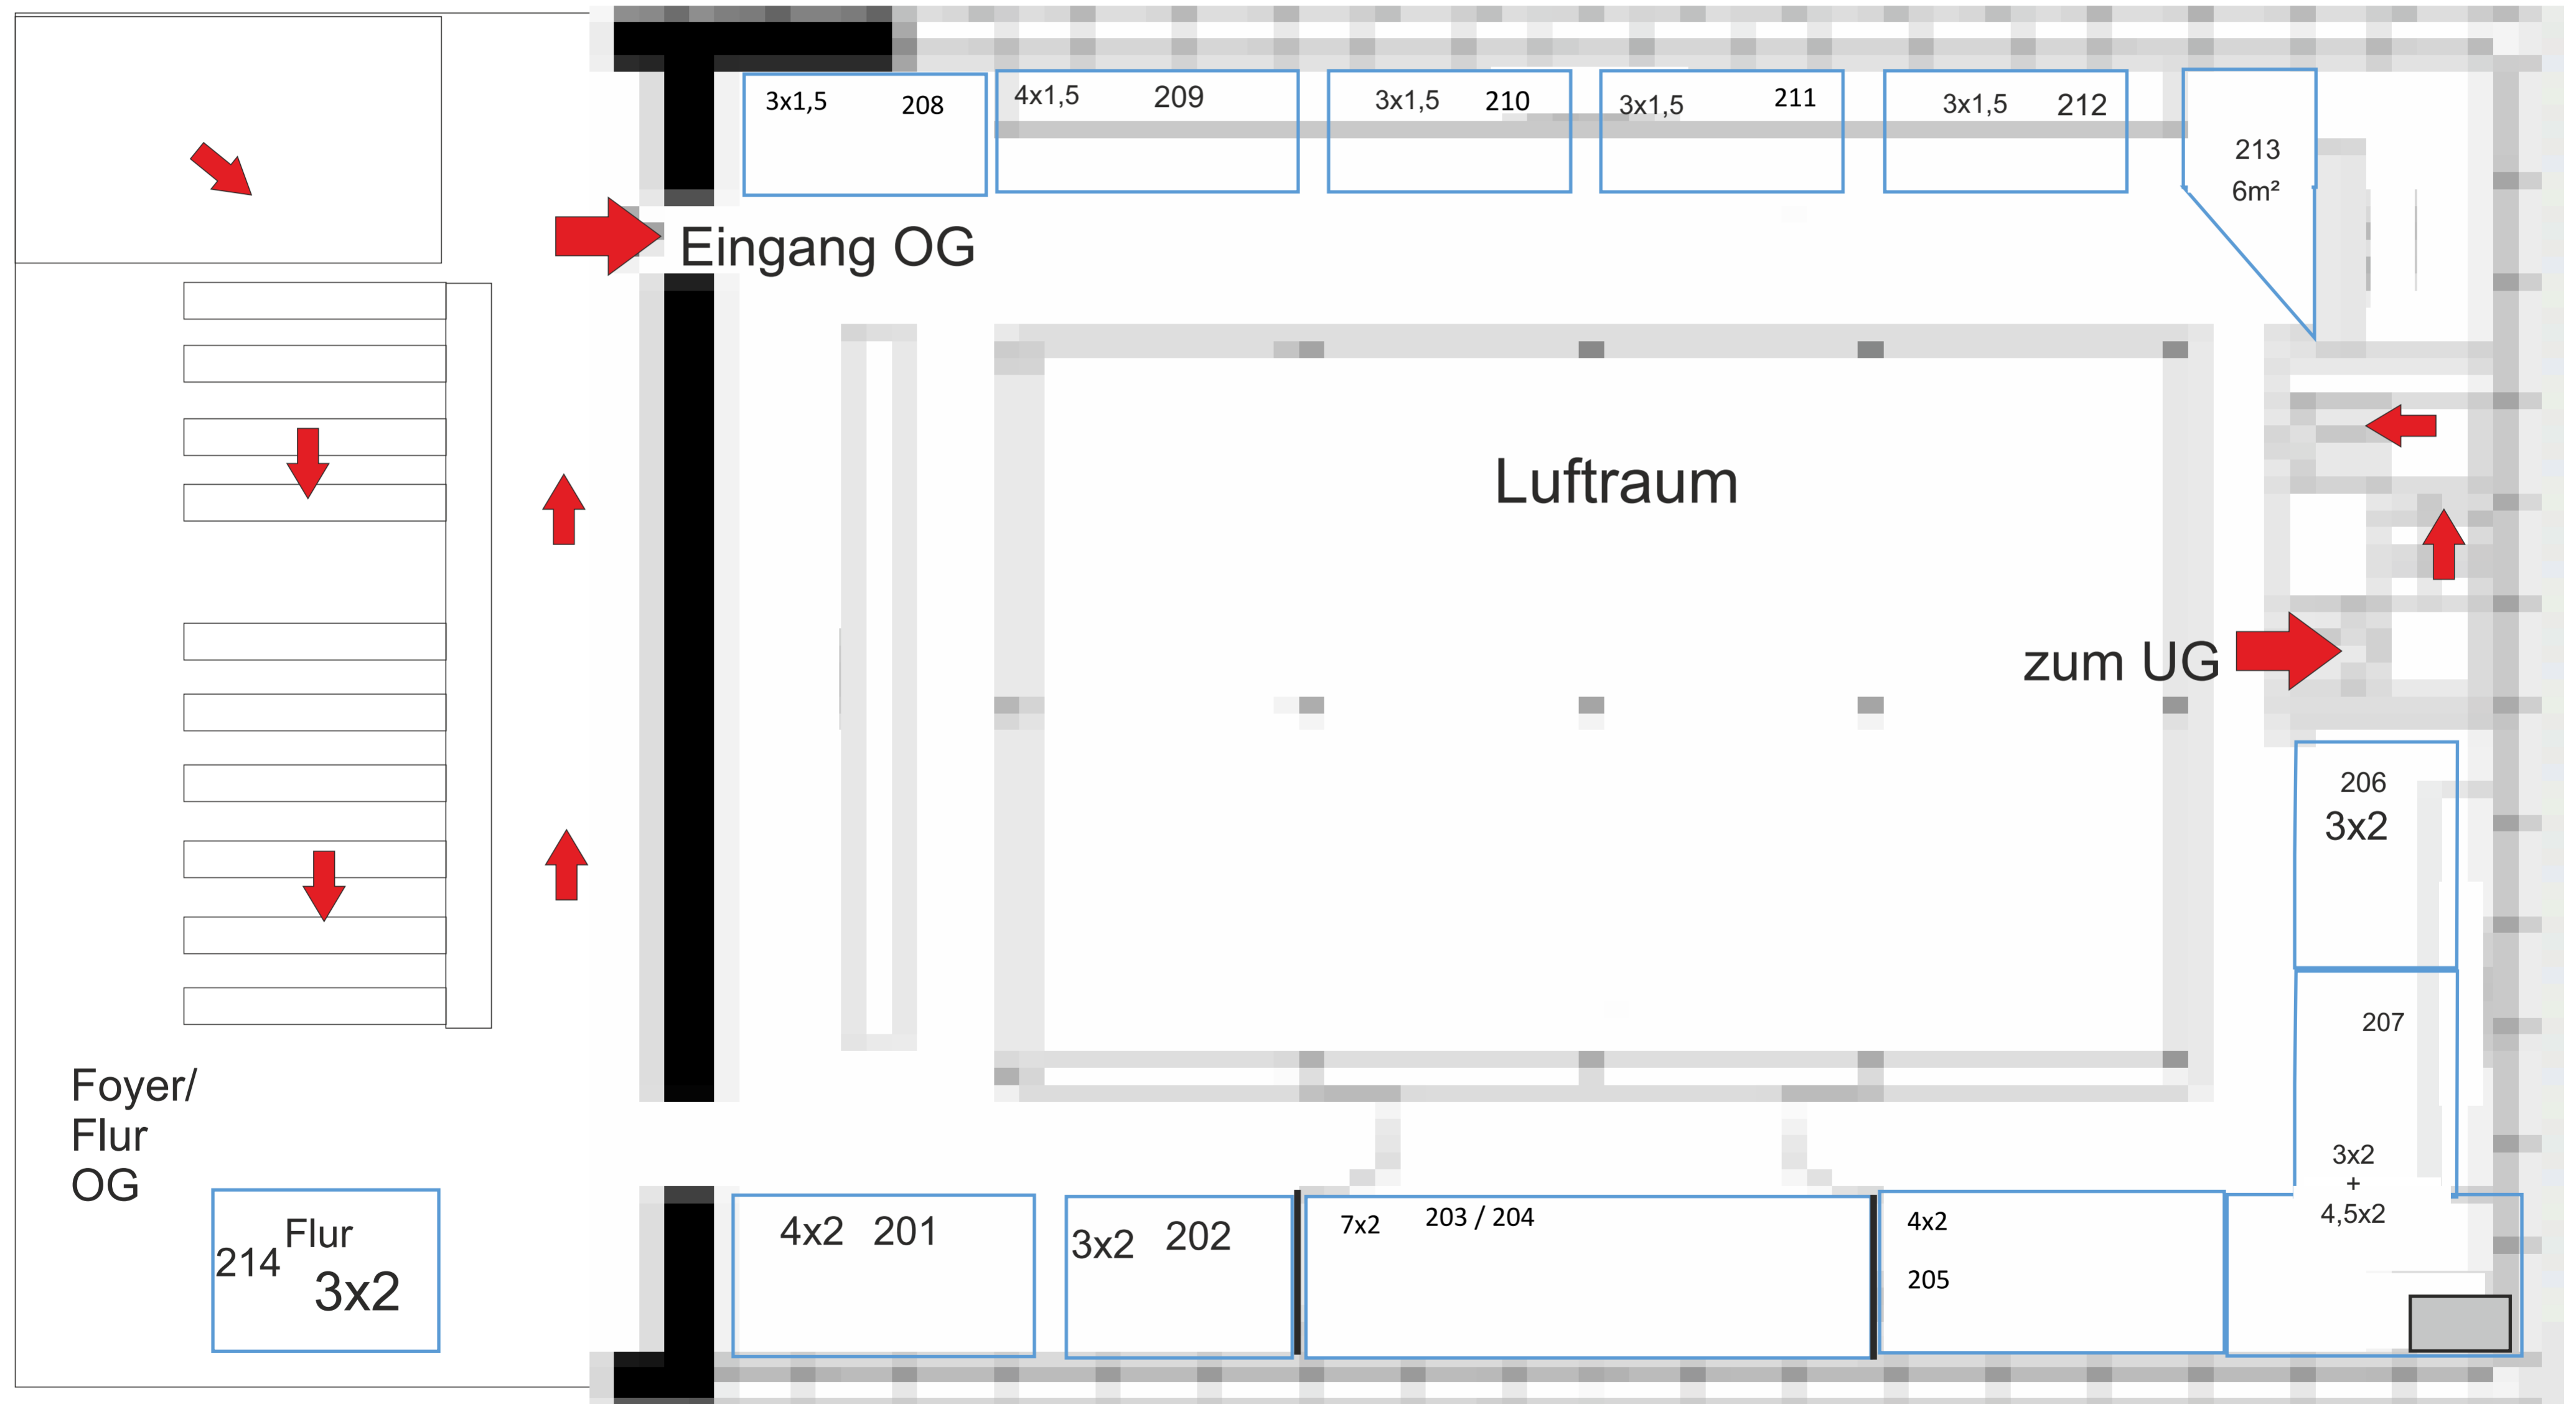 3x1,5 208
4x1,5 209
3x1,5 210
3x1,5 211
3x1,5 212
213
6m²
Eingang OG
Luftraum
zum UG
206
3x2
207
3x2
+
4,5x2
Foyer/
Flur
OG
Flur
214
3x2
4x2 201
3x2 202
7x2 203 / 204
4x2
205